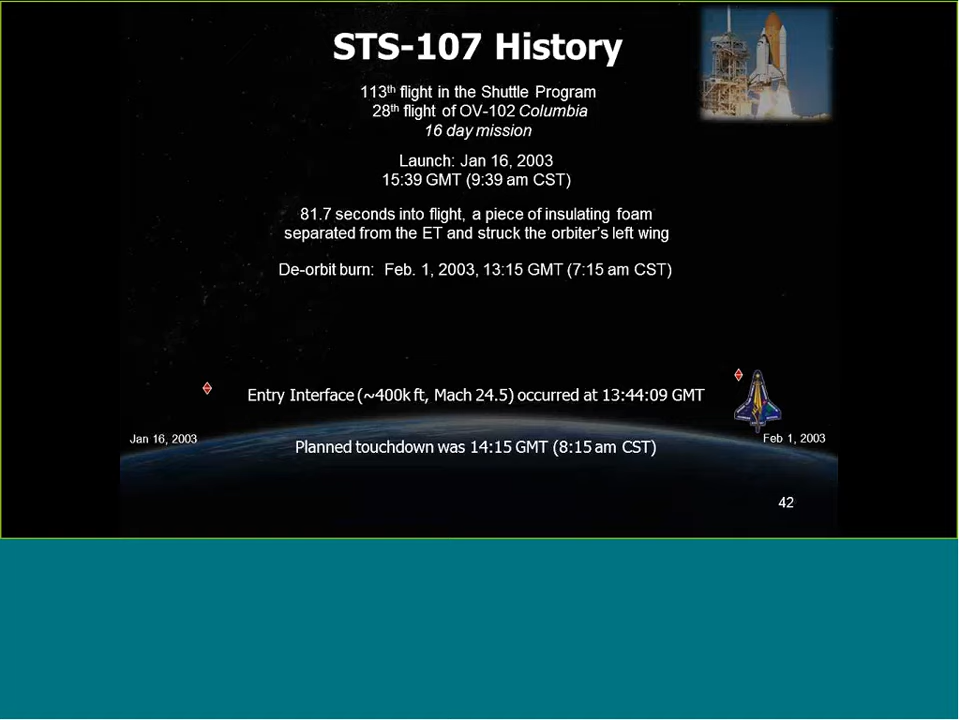 STS-107 History
113th flight in the Shuttle Program
28th flight of OV-102 Columbia
16 day mission
Launch: Jan 16, 2003
15:39 GMT (9:39 am CST)
81.7 seconds into flight, a piece of insulating foam
separated from the ET and struck the orbiter's left wing
De-orbit burn: Feb. 1, 2003, 13:15 GMT (7:15 am CST)
Entry Interface (~400k ft, Mach 24.5) occurred at 13:44:09 GMT
Jan 16, 2003
Feb 1, 2003
Planned touchdown was 14:15 GMT (8:15 am CST)
42